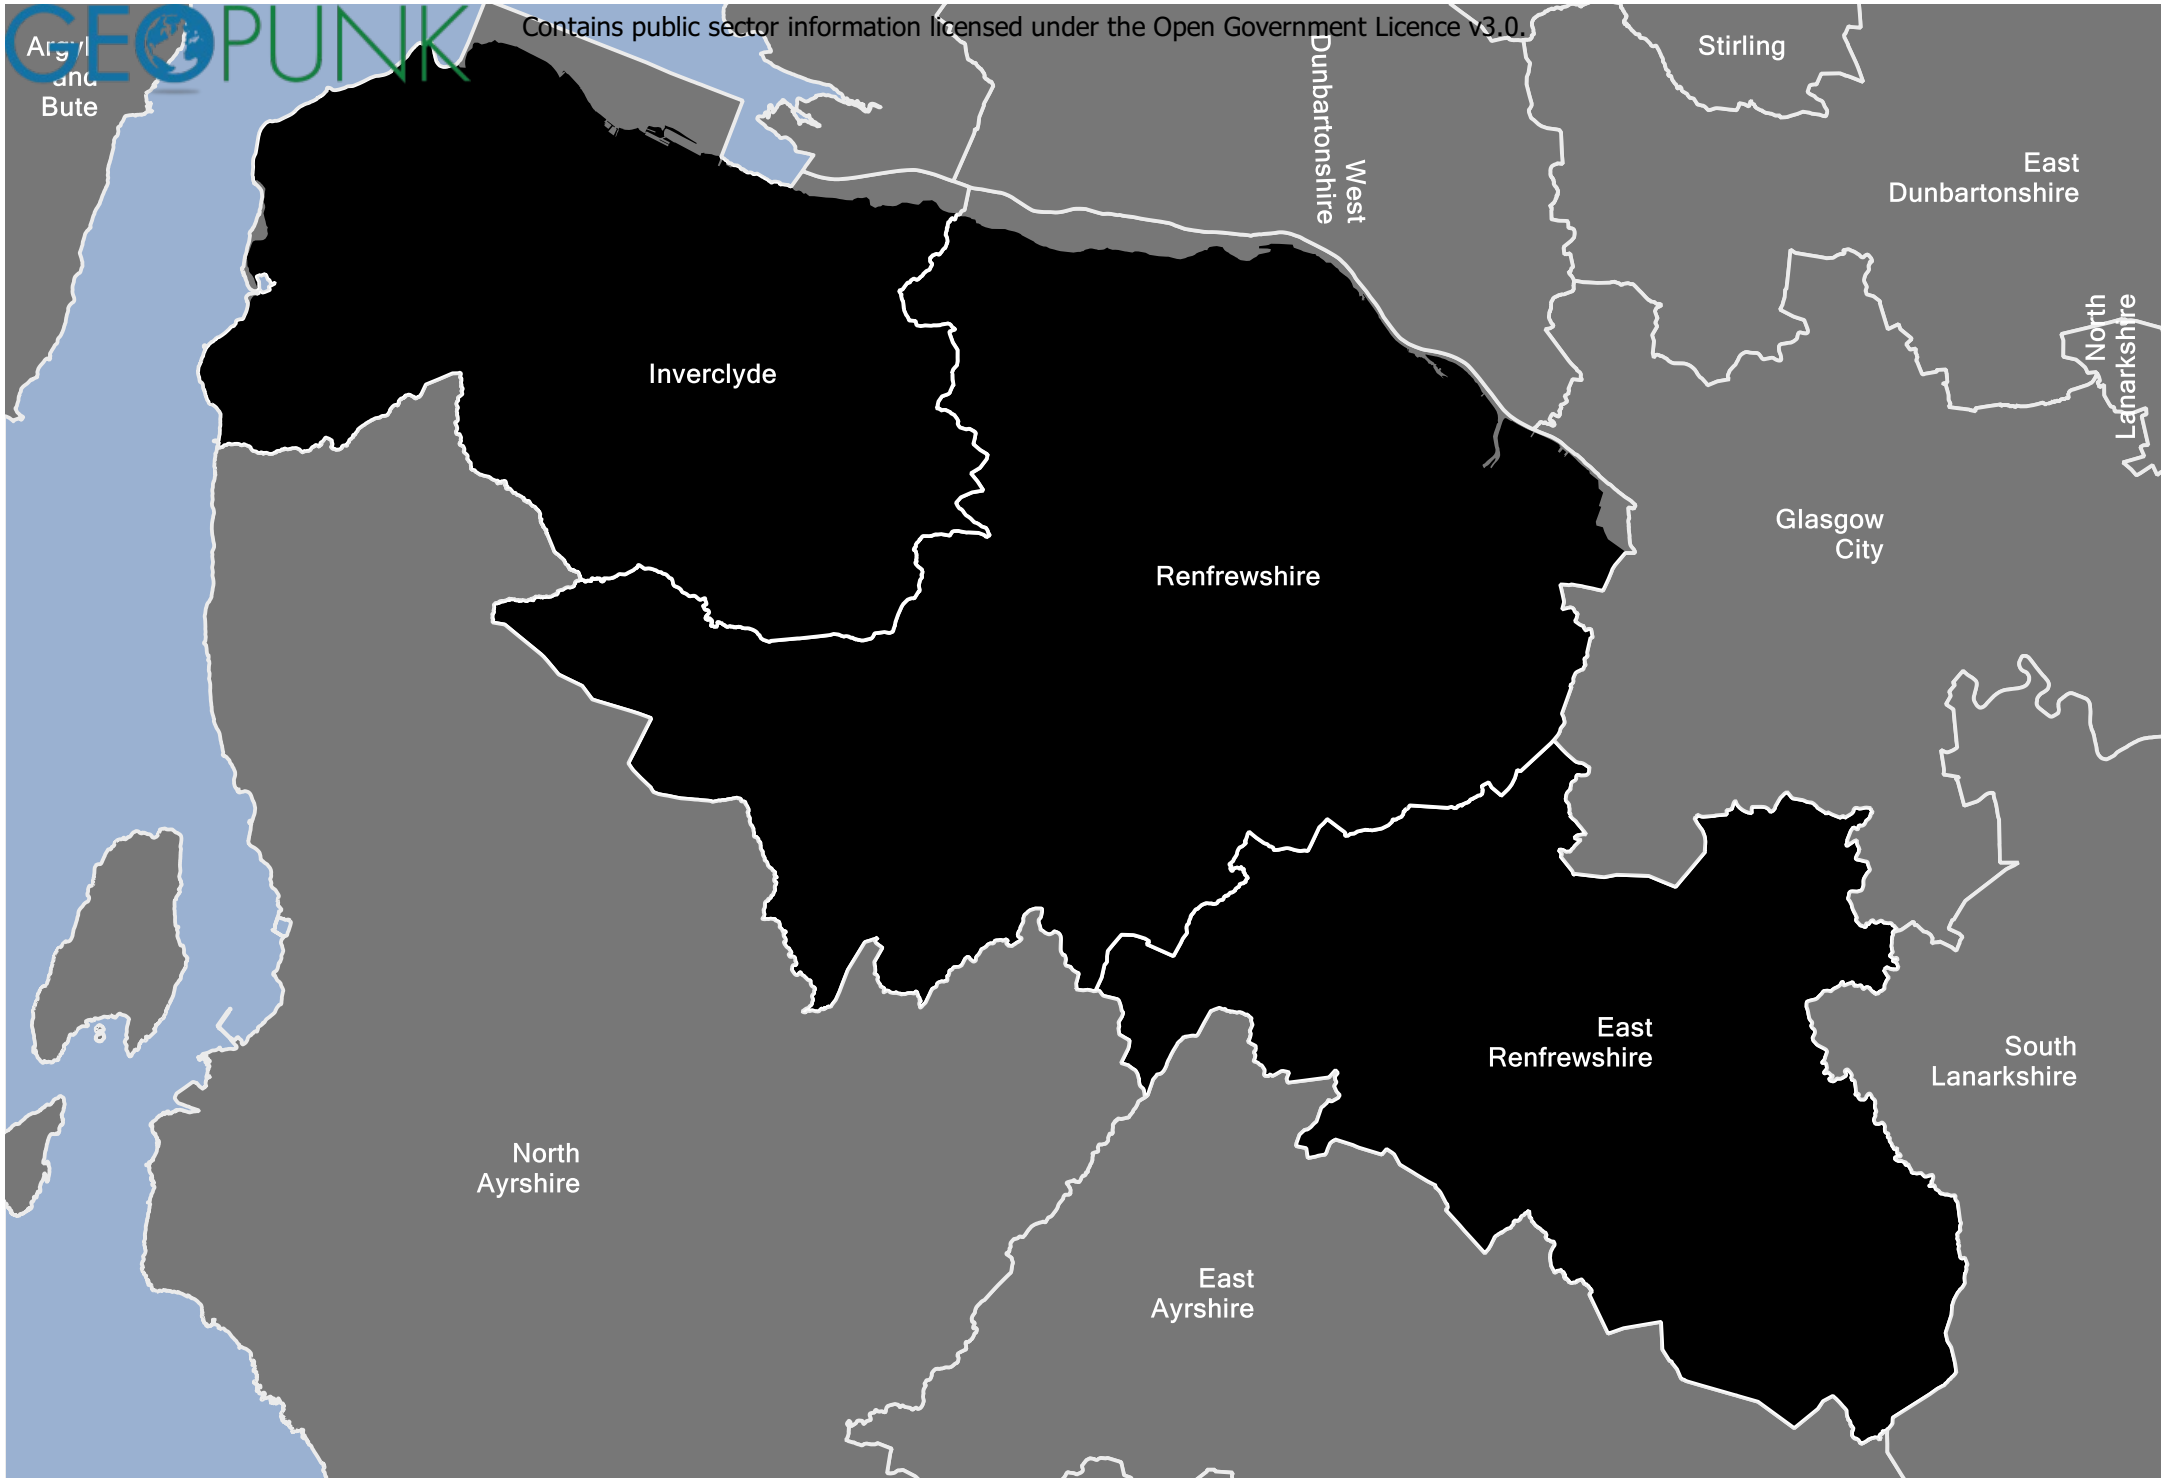 GEOPUNK
Contains public sector information licensed under the Open Government Licence v3.0.
Argyl
and
Bute
Stirling
West
Dunbartonshire
East
Dunbartonshire
North
Lanarkshire
Inverclyde
Glasgow
City
Renfrewshire
East
Renfrewshire
South
Lanarkshire
North
Ayrshire
East
Ayrshire